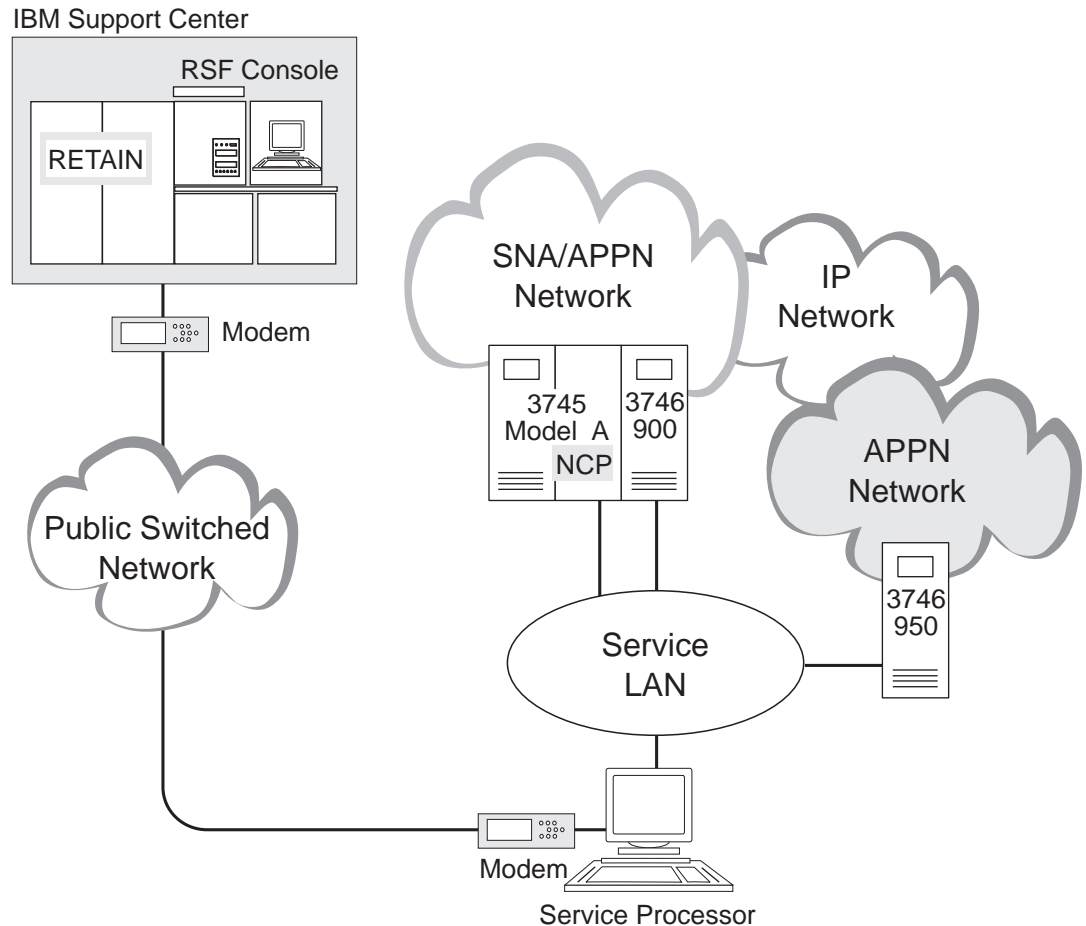 IBM Support Center
RSF Console
RETAIN
Modem
Public Switched
Network
SNA/APPN
Network
IP
Network
3745
Model A
NCP
3746
900
APPN
Network
3746
950
Service
LAN
Modem
Service Processor